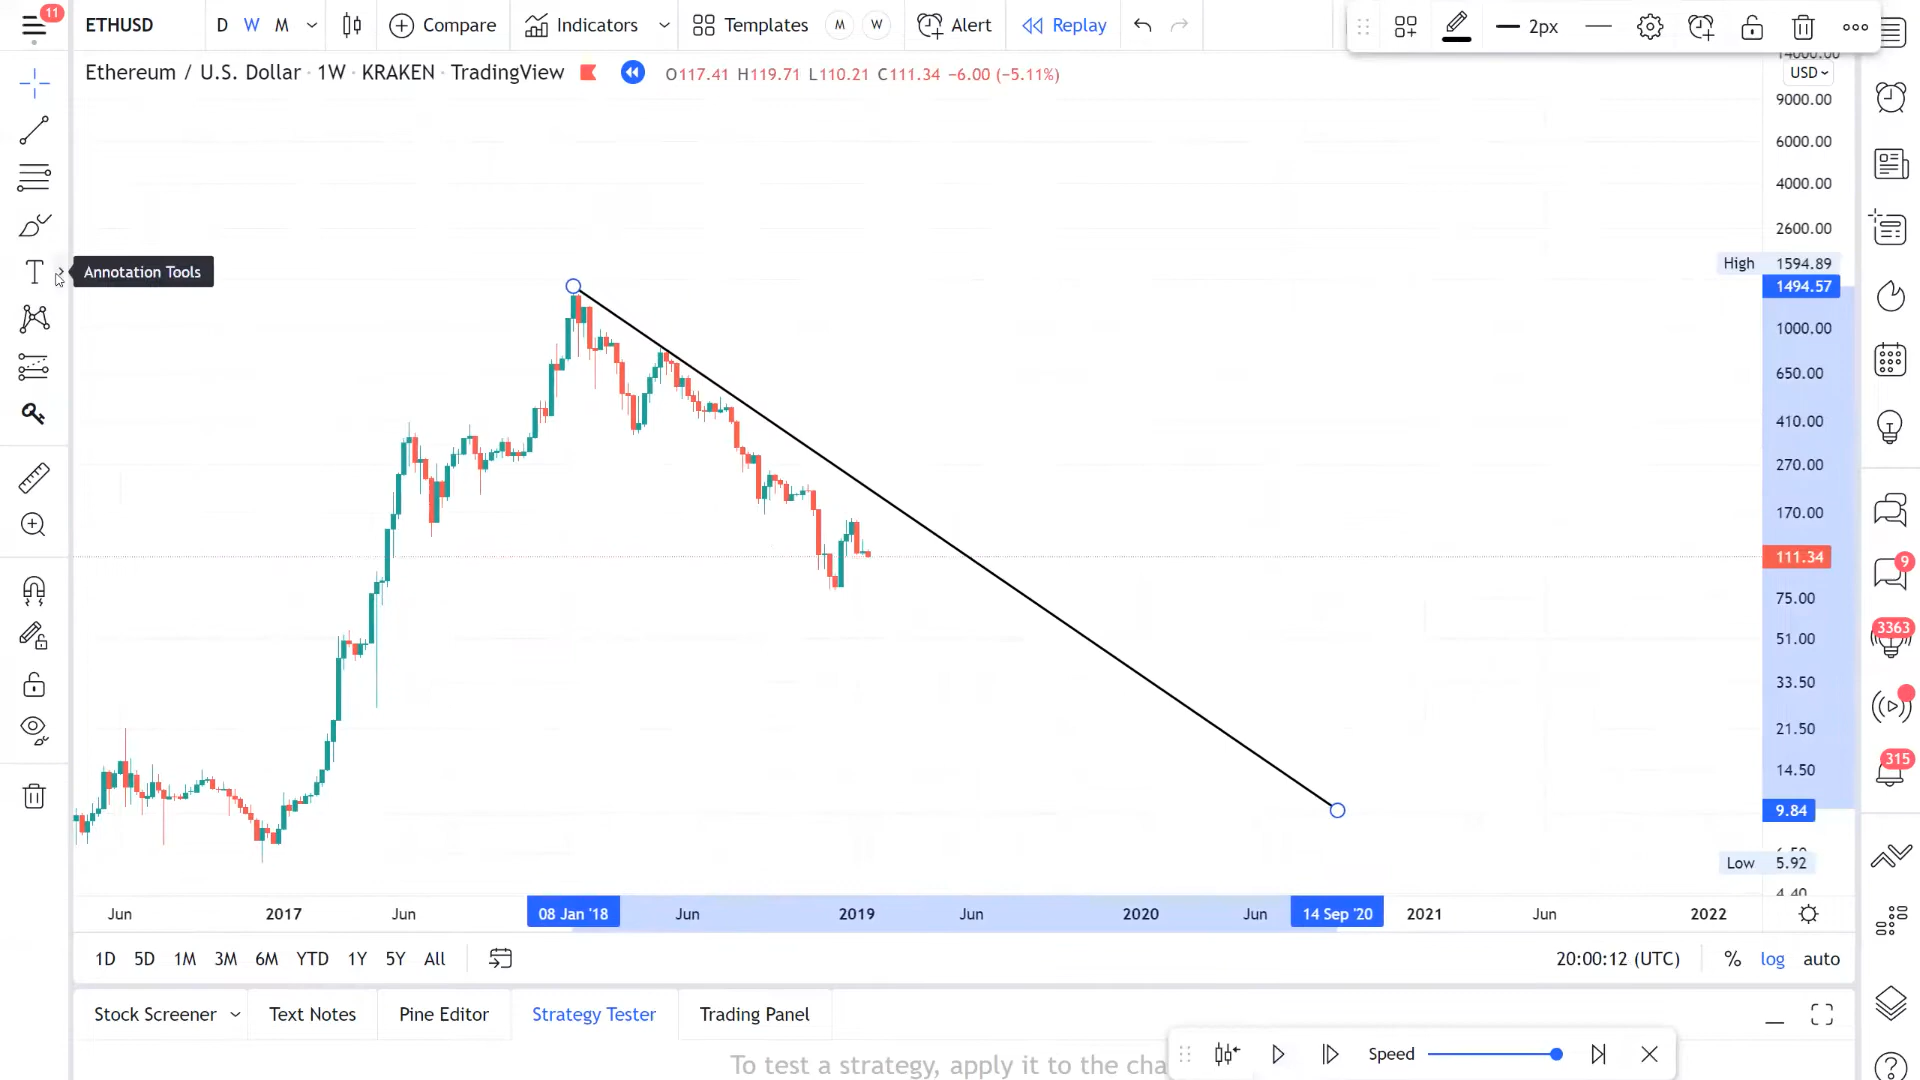 11
ETHUSD
D W M
Compare
Indicators
Templates
M
W
Alert
Replay
2px
Ethereum / U.S. Dollar · 1W · KRAKEN · TradingView
O117.41 H119.71 L110.21 C111.34 −6.00 (−5.11%)
14000.00
USD
9000.00
6000.00
4000.00
2600.00
Annotation Tools
High 1594.89
1494.57
1000.00
650.00
410.00
270.00
170.00
111.34
75.00
51.00
33.50
21.50
14.50
9.84
6.50
Low 5.92
4.40
9
3363
315
Jun 2017 Jun 08 Jan '18 Jun 2019 Jun 2020 Jun 14 Sep '20 2021 Jun 2022
1D 5D 1M 3M 6M YTD 1Y 5Y All
20:00:12 (UTC) % log auto
Stock Screener Text Notes Pine Editor Strategy Tester Trading Panel
To test a strategy, apply it to the cha
Speed